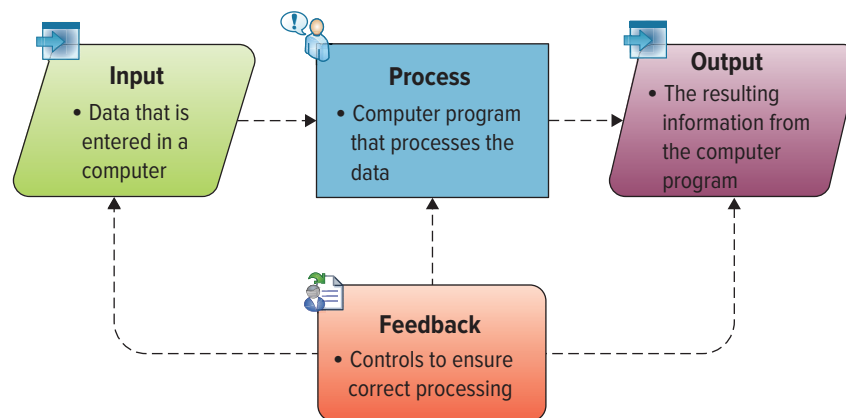 Input
• Data that is
entered in a
computer
Process
• Computer program
that processes the
data
Output
• The resulting
information from
the computer
program
Feedback
• Controls to ensure
correct processing